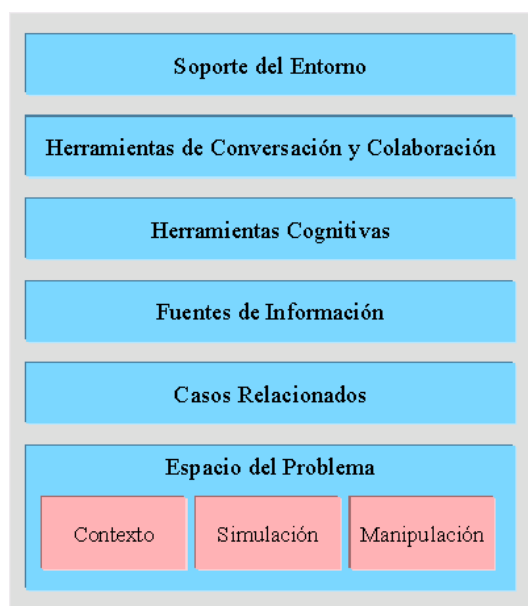 Soporte del Entorno
Herramientas de Conversación y Colaboración
Herramientas Cognitivas
Fuentes de Información
Casos Relacionados
Espacio del Problema
Contexto
Simulación
Manipulación